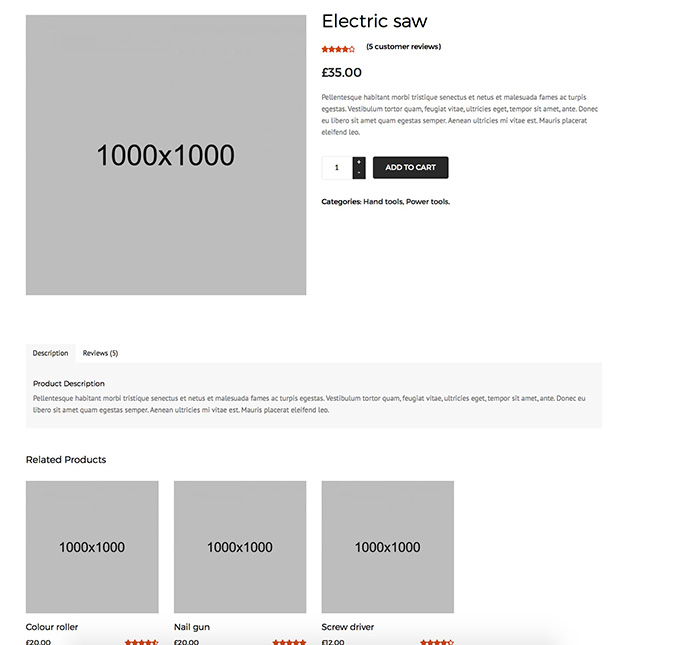 1000x1000
Electric saw
(5 customer reviews)
£35.00
Pellentesque habitant morbi tristique senectus et netus et malesuada fames ac turpis
egestas. Vestibulum tortor quam, feugiat vitae, ultricies eget, tempor sit amet, ante. Donec
eu libero sit amet quam egestas semper. Aenean ultricies mi vitae est. Mauris placerat
eleifend leo.
1 + -
ADD TO CART
Categories: Hand tools, Power tools.
Description Reviews (5)
Product Description
Pellentesque habitant morbi tristique senectus et netus et malesuada fames ac turpis egestas. Vestibulum tortor quam, feugiat vitae, ultricies eget, tempor sit amet, ante. Donec eu
libero sit amet quam egestas semper. Aenean ultricies mi vitae est. Mauris placerat eleifend leo.
Related Products
1000x1000 1000x1000 1000x1000
Colour roller Nail gun Screw driver
£20.00 £20.00 £12.00